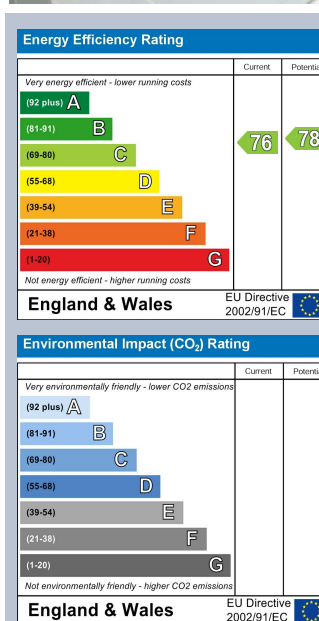 Energy Efficiency Rating
Current Potentia
Very energy efficient - lower running costs
(92 plus) A
(81-91) B
(69-80) C
76 78
(55-68) D
(39-54) E
(21-38) F
(1-20) G
Not energy efficient - higher running costs
England & Wales EU Directive
2002/91/EC
Environmental Impact (CO₂) Rating
Current Potentia
Very environmentally friendly - lower CO2 emissions
(92 plus) A
(81-91) B
(69-80) C
(55-68) D
(39-54) E
(21-38) F
(1-20) G
Not environmentally friendly - higher CO2 emissions
England & Wales EU Directive
2002/91/EC